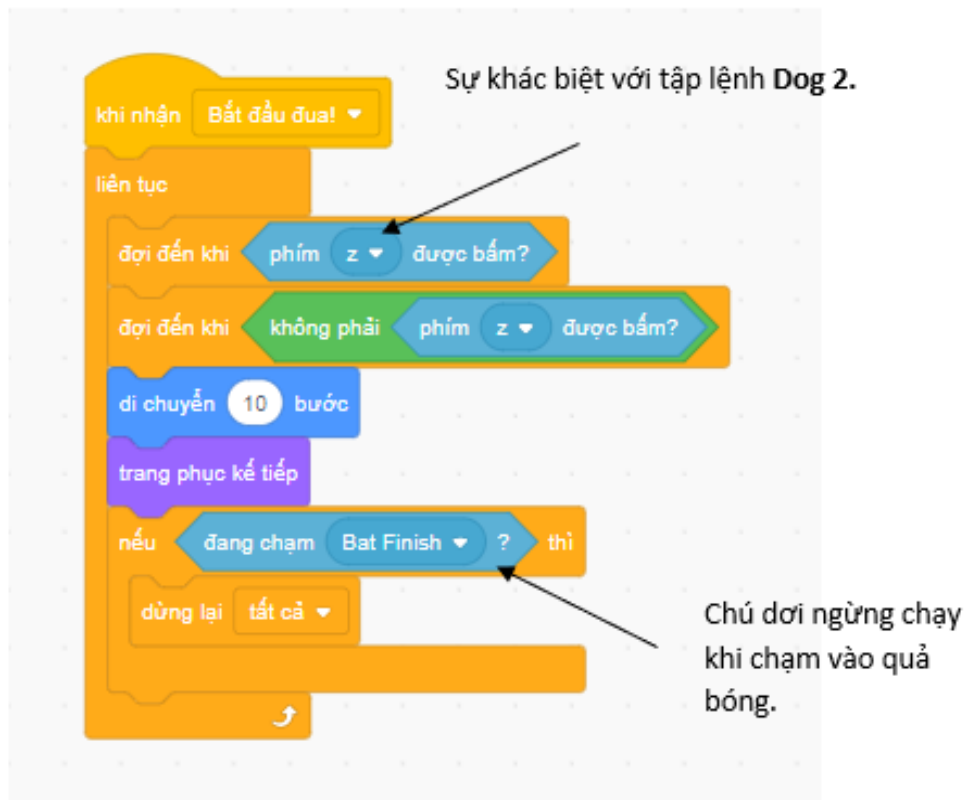 Sự khác biệt với tập lệnh Dog 2.
khi nhận Bắt đầu đua!
liên tục
đợi đến khi phím z được bấm?
đợi đến khi không phải phím z được bấm?
di chuyển 10 bước
trang phục kế tiếp
nếu đang chạm Bat Finish ? thì
dừng lại tất cả
Chú dơi ngừng chạy
khi chạm vào quả
bóng.